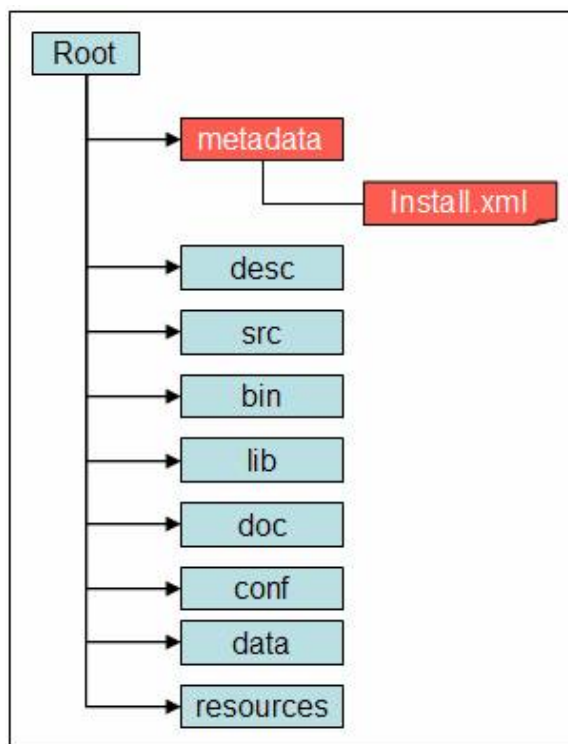 Root
metadata
Install.xml
desc
src
bin
lib
doc
conf
data
resources